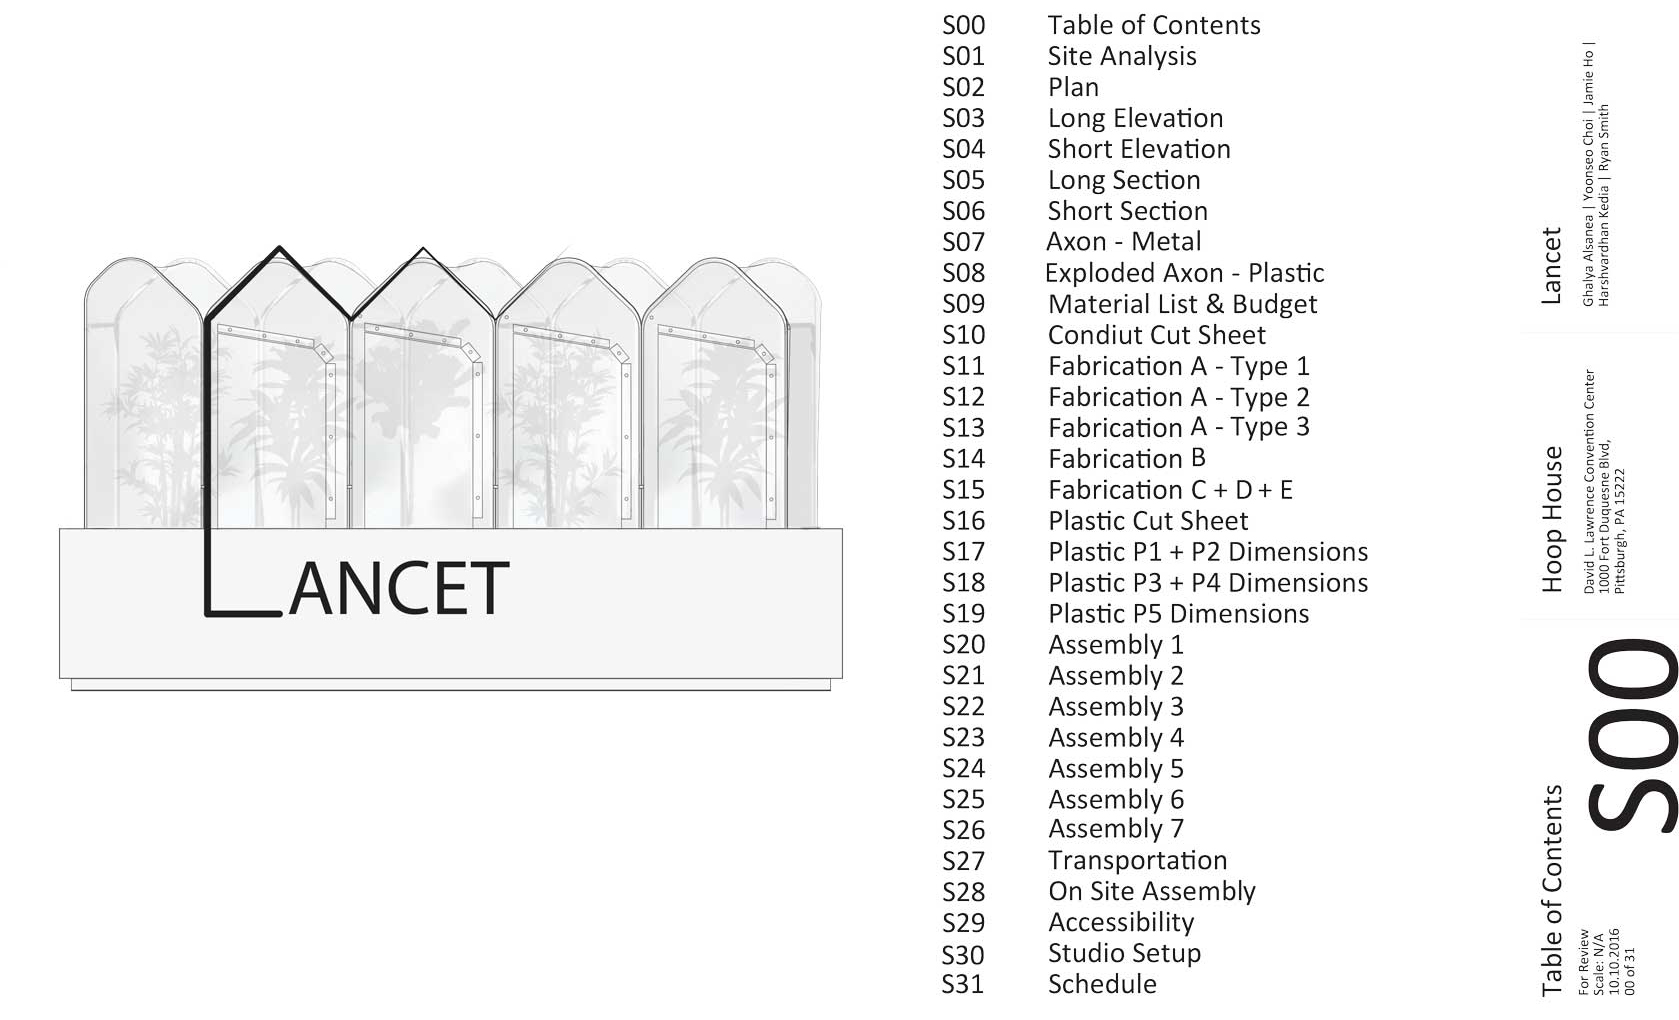 LANCET
S00 Table of Contents
S01 Site Analysis
S02 Plan
S03 Long Elevation
S04 Short Elevation
S05 Long Section
S06 Short Section
S07 Axon - Metal
S08 Exploded Axon - Plastic
S09 Material List & Budget
S10 Condiut Cut Sheet
S11 Fabrication A - Type 1
S12 Fabrication A - Type 2
S13 Fabrication A - Type 3
S14 Fabrication B
S15 Fabrication C + D + E
S16 Plastic Cut Sheet
S17 Plastic P1 + P2 Dimensions
S18 Plastic P3 + P4 Dimensions
S19 Plastic P5 Dimensions
S20 Assembly 1
S21 Assembly 2
S22 Assembly 3
S23 Assembly 4
S24 Assembly 5
S25 Assembly 6
S26 Assembly 7
S27 Transportation
S28 On Site Assembly
S29 Accessibility
S30 Studio Setup
S31 Schedule
Lancet
Ghalya Alsanea | Yoonseo Choi | Jamie Ho |
Harshvardhan Kedia | Ryan Smith
Hoop House
David L. Lawrence Convention Center
1000 Fort Duquesne Blvd,
Pittsburgh, PA 15222
Table of Contents
For Review
Scale: N/A
10.10.2016
00 of 31
S00